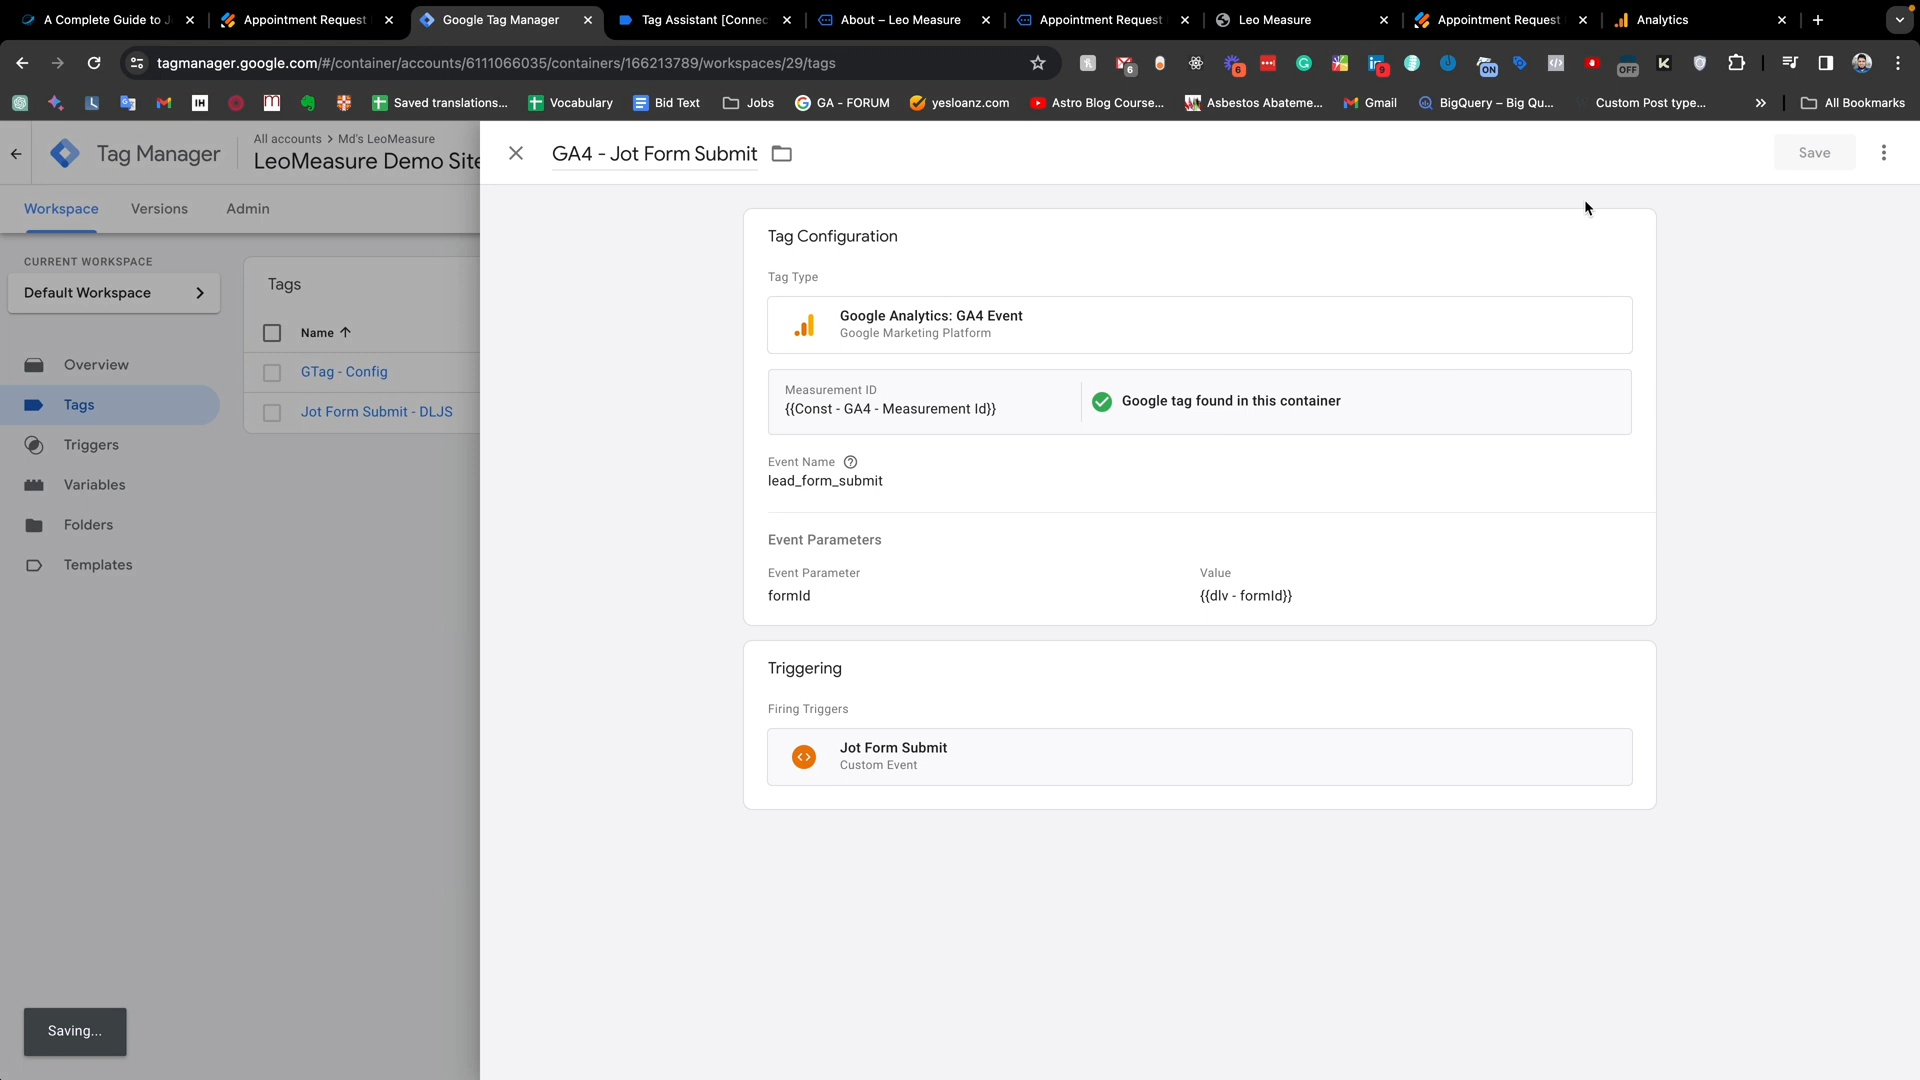 A Complete Guide to J
Appointment Request
Google Tag Manager
Tag Assistant [Connec
About – Leo Measure
Appointment Request
Leo Measure
Appointment Request
Analytics
tagmanager.google.com/#/container/accounts/6111066035/containers/166213789/workspaces/29/tags
6
6
9
ON
OFF
K
IH
Saved translations...
Vocabulary
Bid Text
Jobs
GA - FORUM
yesloanz.com
Astro Blog Course...
Asbestos Abateme...
Gmail
BigQuery – Big Qu...
Custom Post type...
All Bookmarks
Tag Manager
All accounts > Md's LeoMeasure
LeoMeasure Demo Site
GA4 - Jot Form Submit
Save
Workspace
Versions
Admin
CURRENT WORKSPACE
Default Workspace
Overview
Tags
Triggers
Variables
Folders
Templates
Tags
Name
GTag - Config
Jot Form Submit - DLJS
Tag Configuration
Tag Type
Google Analytics: GA4 Event
Google Marketing Platform
Measurement ID
{{Const - GA4 - Measurement Id}}
Google tag found in this container
Event Name
lead_form_submit
Event Parameters
Event Parameter
Value
formId
{{dlv - formId}}
Triggering
Firing Triggers
Jot Form Submit
Custom Event
Saving...